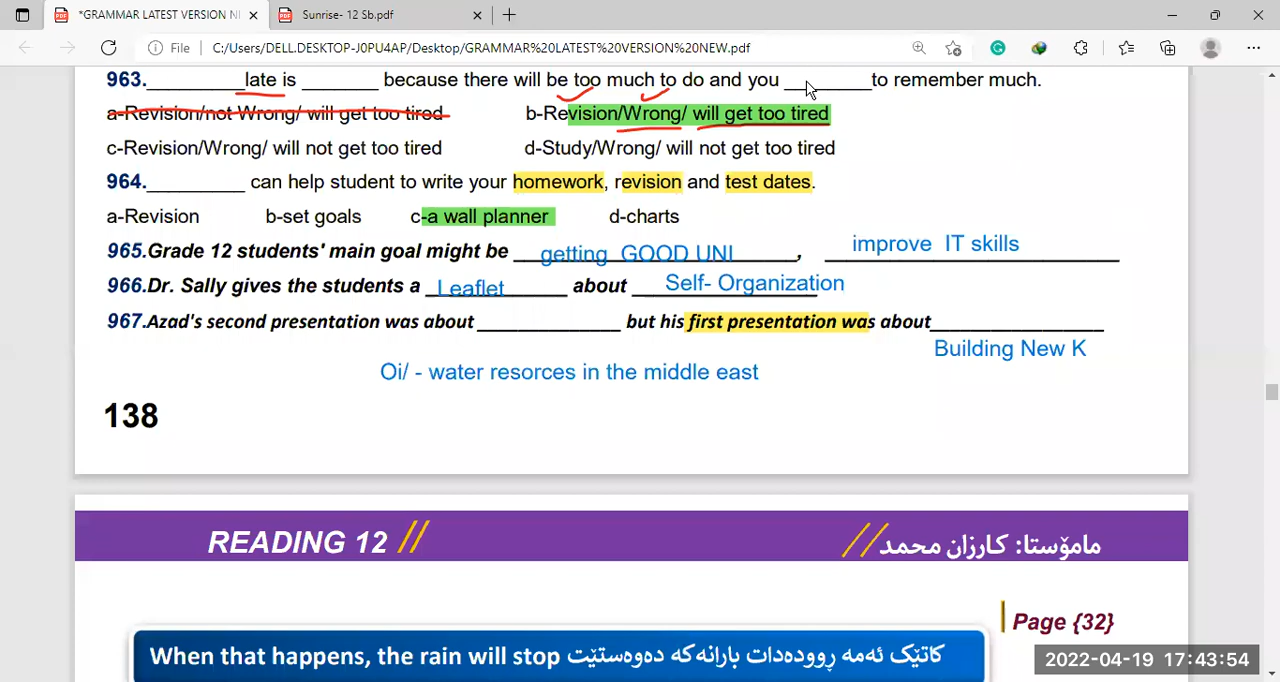 *GRAMMAR LATEST VERSION NE
Sunrise- 12 Sb.pdf
File
C:/Users/DELL.DESKTOP-J0PU4AP/Desktop/GRAMMAR%20LATEST%20VERSION%20NEW.pdf
963._________late is _______ because there will be too much to do and you ________to remember much.
a-Revision/not Wrong/ will get too tired b-Revision/Wrong/ will get too tired
c-Revision/Wrong/ will not get too tired d-Study/Wrong/ will not get too tired
964._________ can help student to write your homework, revision and test dates.
a-Revision b-set goals c-a wall planner d-charts
965.Grade 12 students' main goal might be getting GOOD UNI, improve IT skills
966.Dr. Sally gives the students a Leaflet about Self- Organization
967.Azad's second presentation was about ______________ but his first presentation was about_________________
Building New K
Oi/ - water resorces in the middle east
138
READING 12 // // مامۆستا: کارزان محمد
Page {32}
When that happens, the rain will stop کاتێک ئەمە ڕوودەدات بارانەکە دەوەستێت
2022-04-19 17:43:54